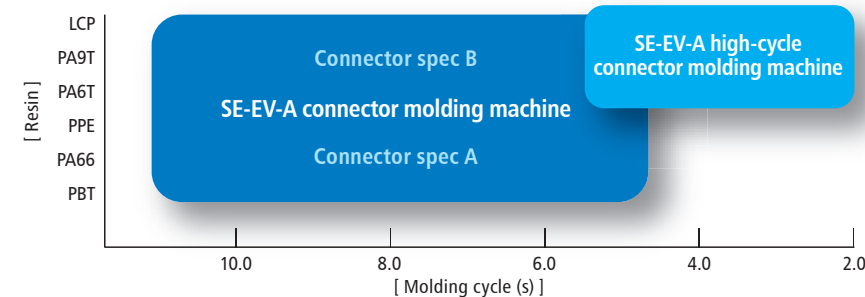 LCP
PA9T
PA6T
PPE
PA66
PBT
[ Resin ]
Connector spec B
SE-EV-A connector molding machine
Connector spec A
SE-EV-A high-cycle
connector molding machine
10.0
8.0
6.0
4.0
2.0
[ Molding cycle (s) ]